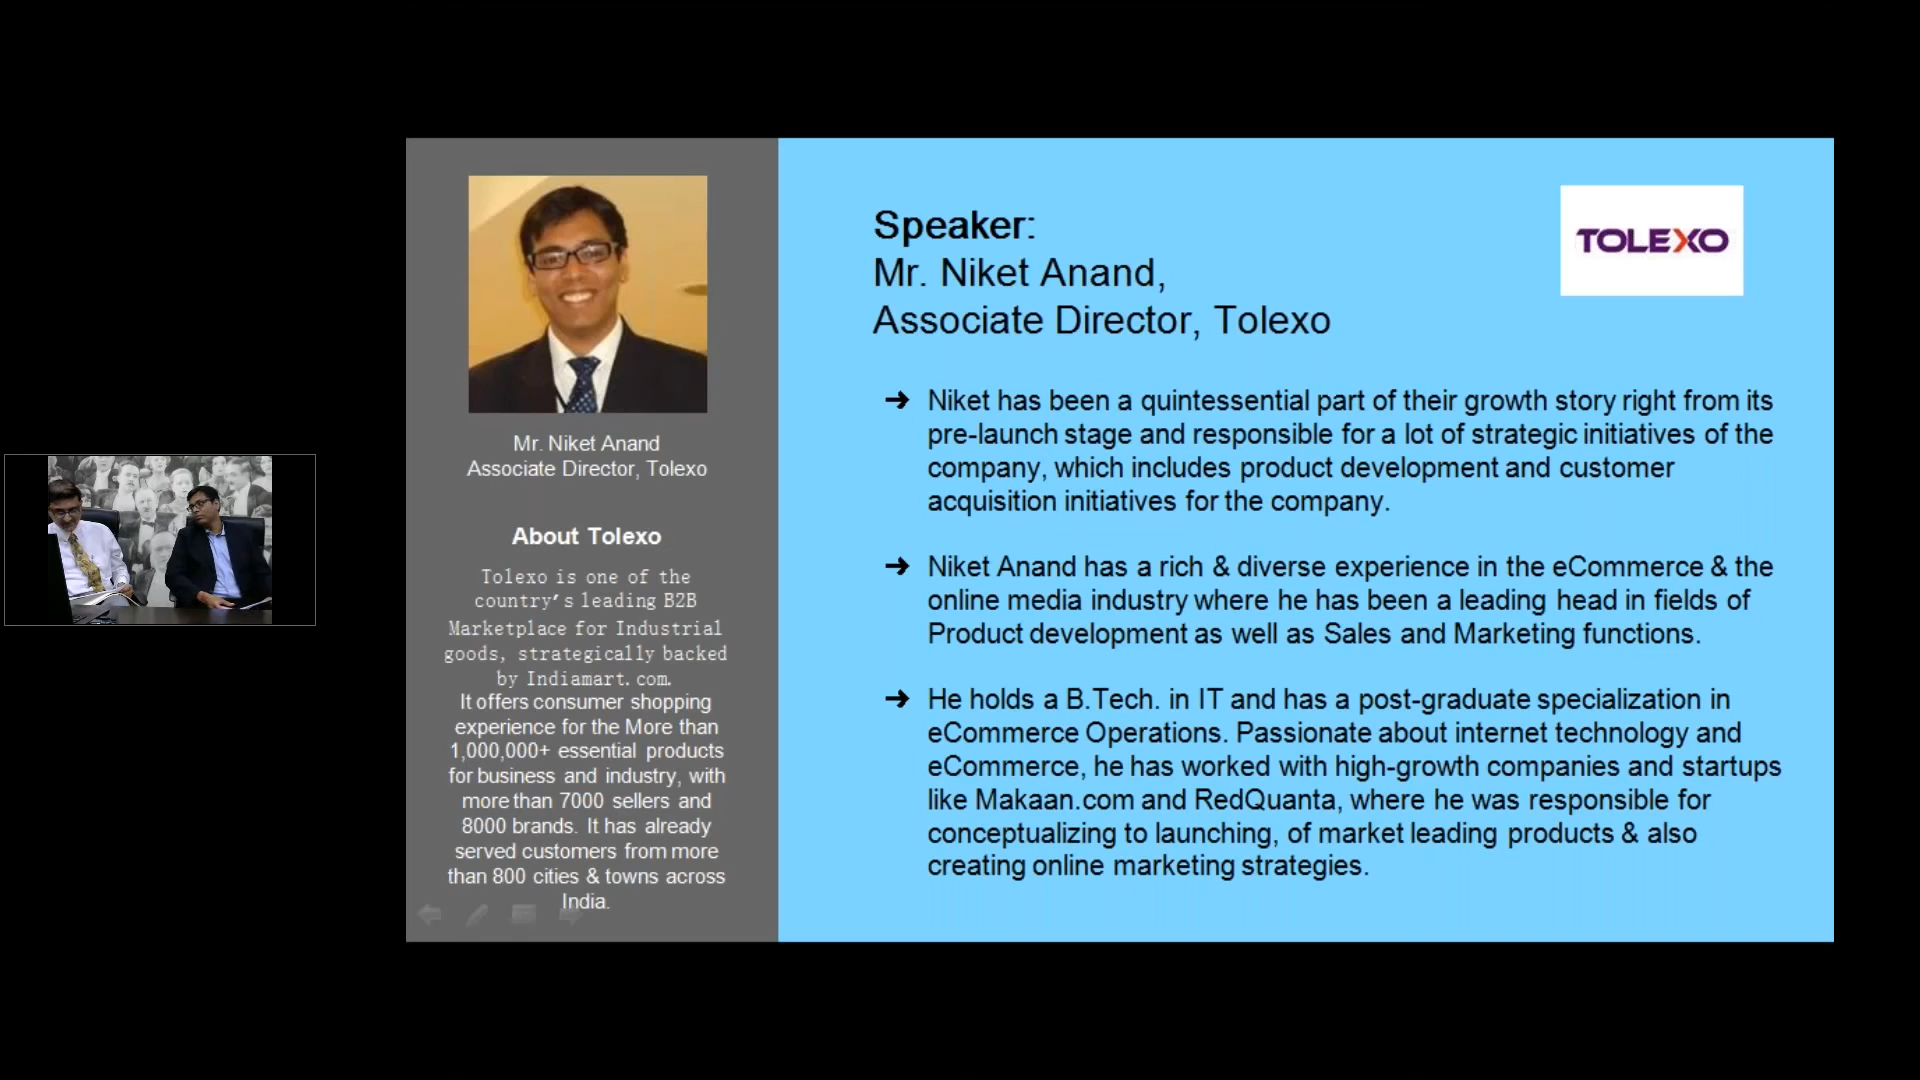 Mr. Niket Anand
Associate Director, Tolexo
About Tolexo
Tolexo is one of the
country's leading B2B
Marketplace for Industrial
goods, strategically backed
by Indiamart.com.
It offers consumer shopping
experience for the More than
1,000,000+ essential products
for business and industry, with
more than 7000 sellers and
8000 brands. It has already
served customers from more
than 800 cities & towns across
India.
Speaker:
Mr. Niket Anand,
Associate Director, Tolexo
TOLEXO
➔ Niket has been a quintessential part of their growth story right from its
pre-launch stage and responsible for a lot of strategic initiatives of the
company, which includes product development and customer
acquisition initiatives for the company.
➔ Niket Anand has a rich & diverse experience in the eCommerce & the
online media industry where he has been a leading head in fields of
Product development as well as Sales and Marketing functions.
➔ He holds a B.Tech. in IT and has a post-graduate specialization in
eCommerce Operations. Passionate about internet technology and
eCommerce, he has worked with high-growth companies and startups
like Makaan.com and RedQuanta, where he was responsible for
conceptualizing to launching, of market leading products & also
creating online marketing strategies.